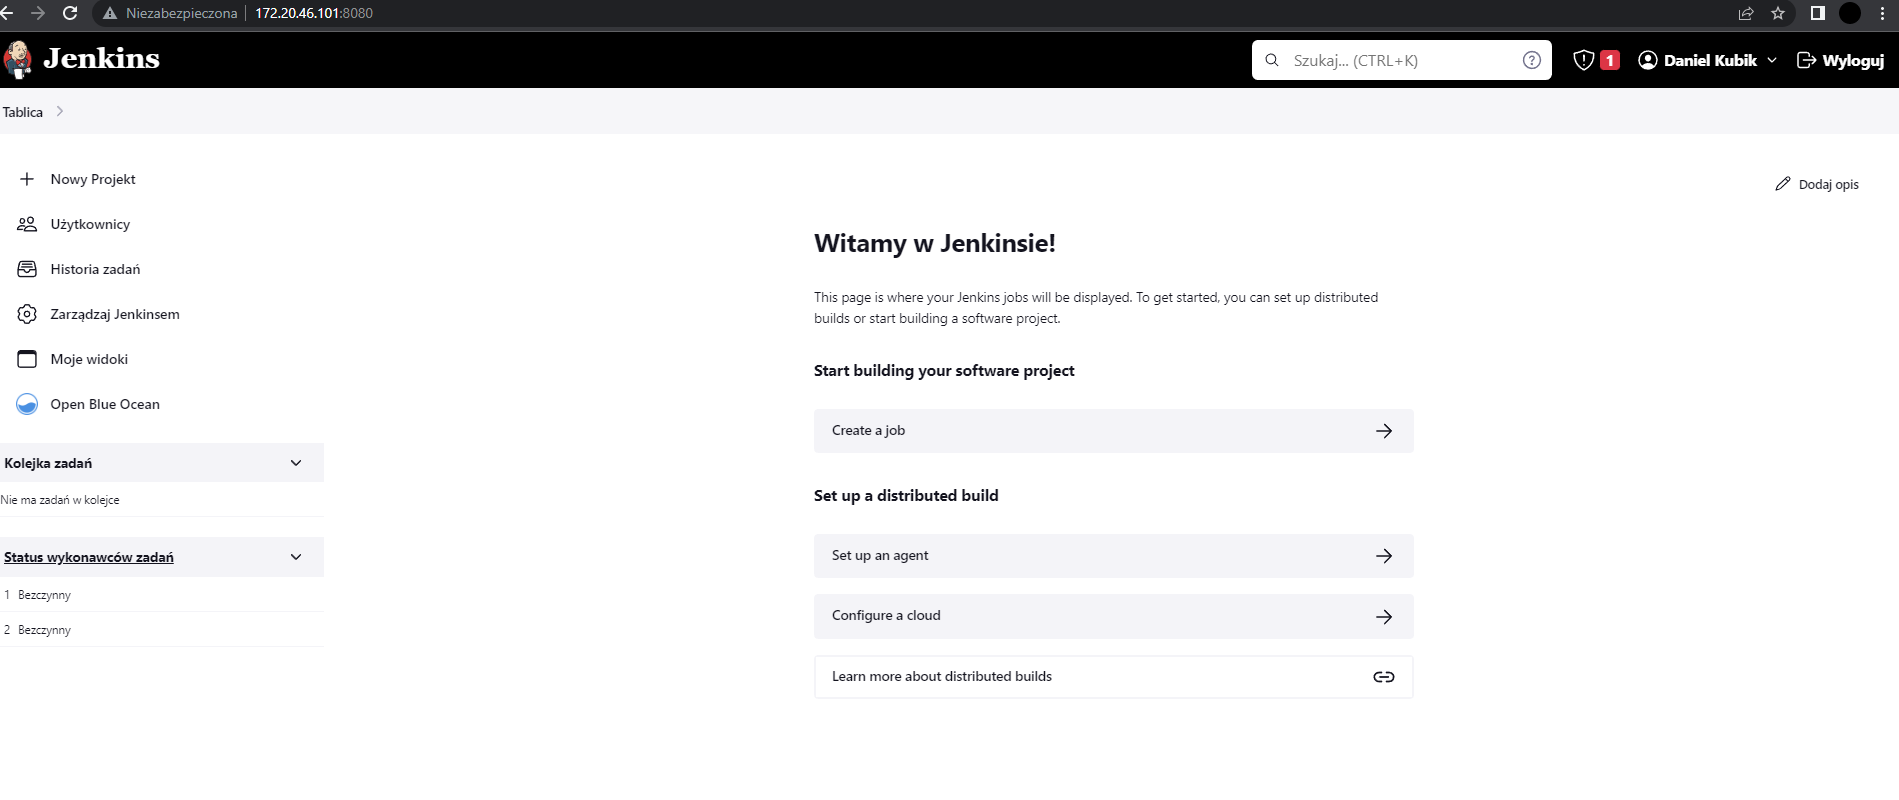 Niezabezpieczona 172.20.46.101:8080
Jenkins
Szukaj... (CTRL+K)
1
Daniel Kubik
Wyloguj
Tablica
Nowy Projekt
Użytkownicy
Historia zadań
Zarządzaj Jenkinsem
Moje widoki
Open Blue Ocean
Kolejka zadań
Nie ma zadań w kolejce
Status wykonawców zadań
1 Bezczynny
2 Bezczynny
Dodaj opis
Witamy w Jenkinsie!
This page is where your Jenkins jobs will be displayed. To get started, you can set up distributed
builds or start building a software project.
Start building your software project
Create a job
Set up a distributed build
Set up an agent
Configure a cloud
Learn more about distributed builds